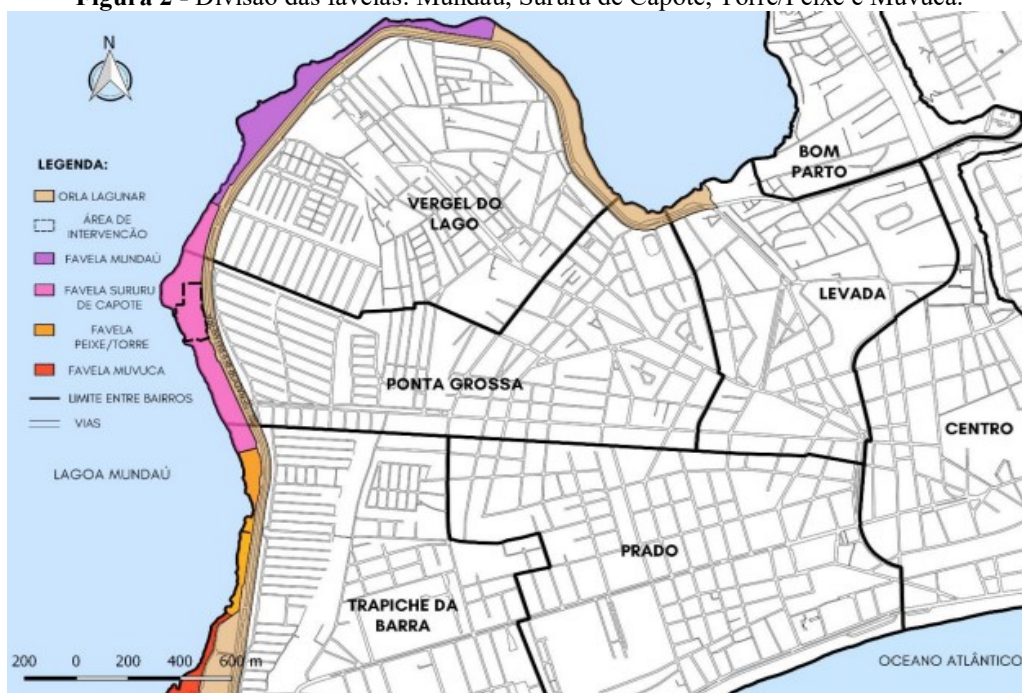 Figura 2 - Divisão das favelas: Mundaú, Sururu de Capote, Torre/Peixe e Muvuca.
N
LEGENDA:
ORLA LAGUNAR
ÁREA DE
INTERVENCÃO
FAVELA MUNDAÚ
FAVELA SURURU
DE CAPOTE
FAVELA
PEIXE/TORRE
FAVELA MUVUCA
LIMITE ENTRE BAIRROS
VIAS
LAGOA MUNDAÚ
BOM
PARTO
VERGEL DO
LAGO
LEVADA
PONTA GROSSA
CENTRO
PRADO
TRAPICHE DA
BARRA
200 0 200 400 600 m
OCEANO ATLÂNTICO